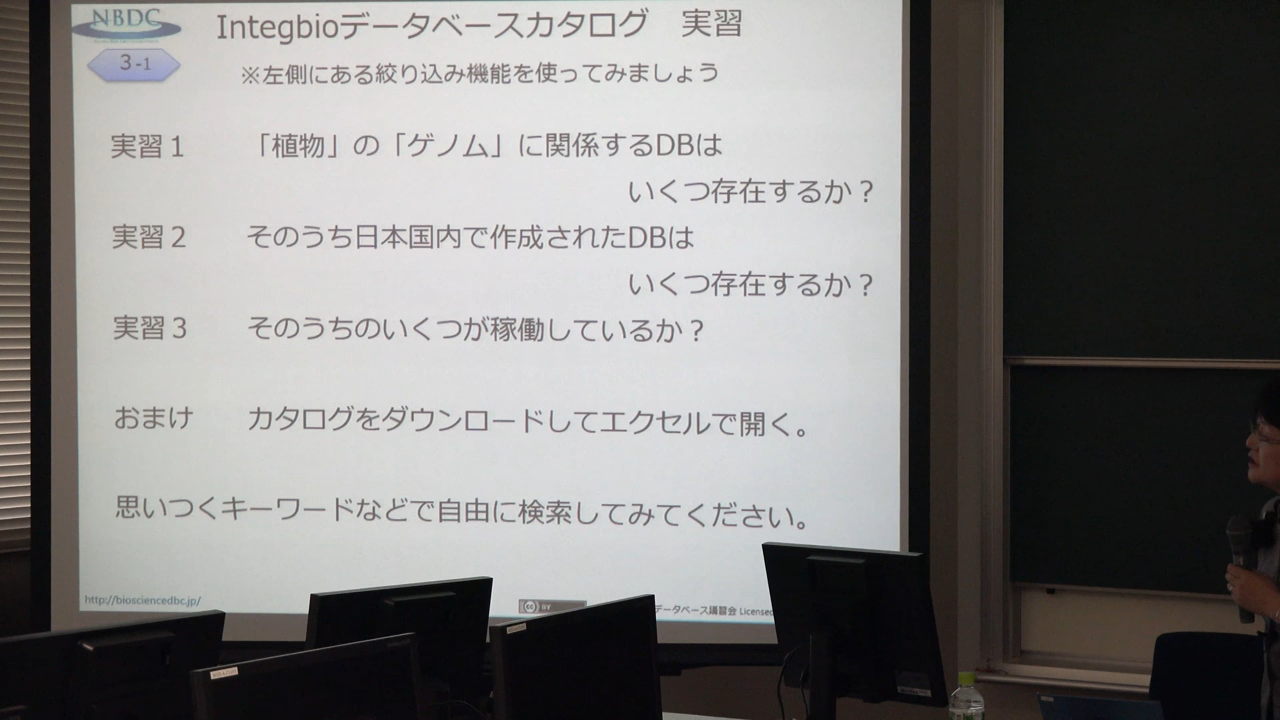 NBDC
Integbioデータベースカタログ　実習
3-1
※左側にある絞り込み機能を使ってみましょう
実習１　「植物」の「ゲノム」に関係するDBは
いくつ存在するか？
実習２　そのうち日本国内で作成されたDBは
いくつ存在するか？
実習３　そのうちのいくつが稼働しているか？
おまけ　カタログをダウンロードしてエクセルで開く。
思いつくキーワードなどで自由に検索してみてください。
http://biosciencedbc.jp/
cc BY
データベース講習会 Licensed